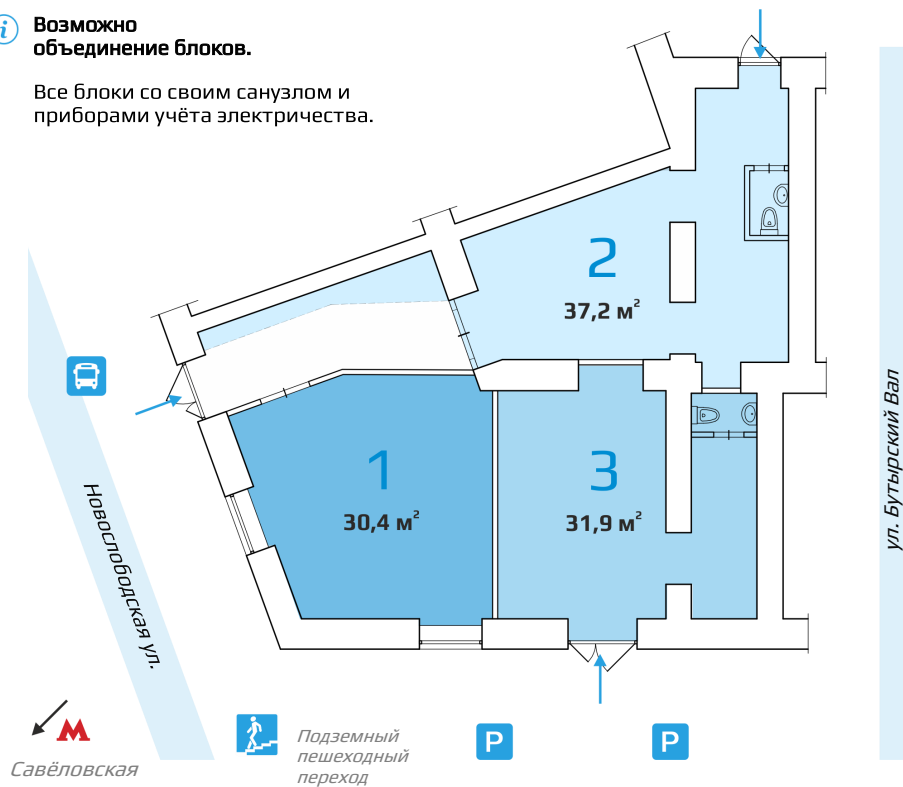 i
Возможно
объединение блоков.
Все блоки со своим санузлом и
приборами учёта электричества.
2
37,2 м²
1
30,4 м²
3
31,9 м²
Новослободская ул.
ул. Бутырский Вал
М
Савёловская
Подземный
пешеходный
переход
P
P